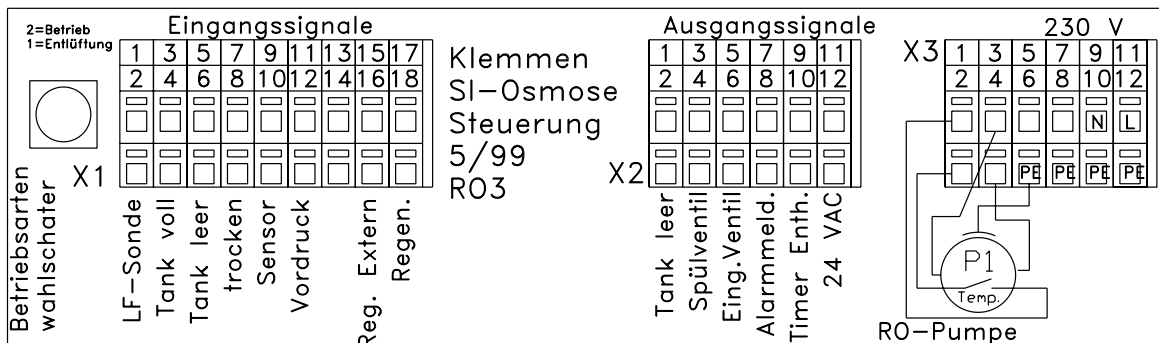 2=Betrieb
1=Entlüftung
Eingangssignale
1 3 5 7 9 11 13 15 17
2 4 6 8 10 12 14 16 18
X1
Betriebsarten
wahlschater
LF-Sonde
Tank voll
Tank leer
trocken
Sensor
Vordruck
Reg. Extern
Regen.
Klemmen
SI-Osmose
Steuerung
5/99
RO3
Ausgangssignale
1 3 5 7 9 11
2 4 6 8 10 12
X2
Tank leer
Spülventil
Eing.Ventil
Alarmmeld.
Timer Enth.
24 VAC
230 V
X3
1 3 5 7 9 11
2 4 6 8 10 12
N L
PE PE PE PE
P1
Temp.
RO-Pumpe